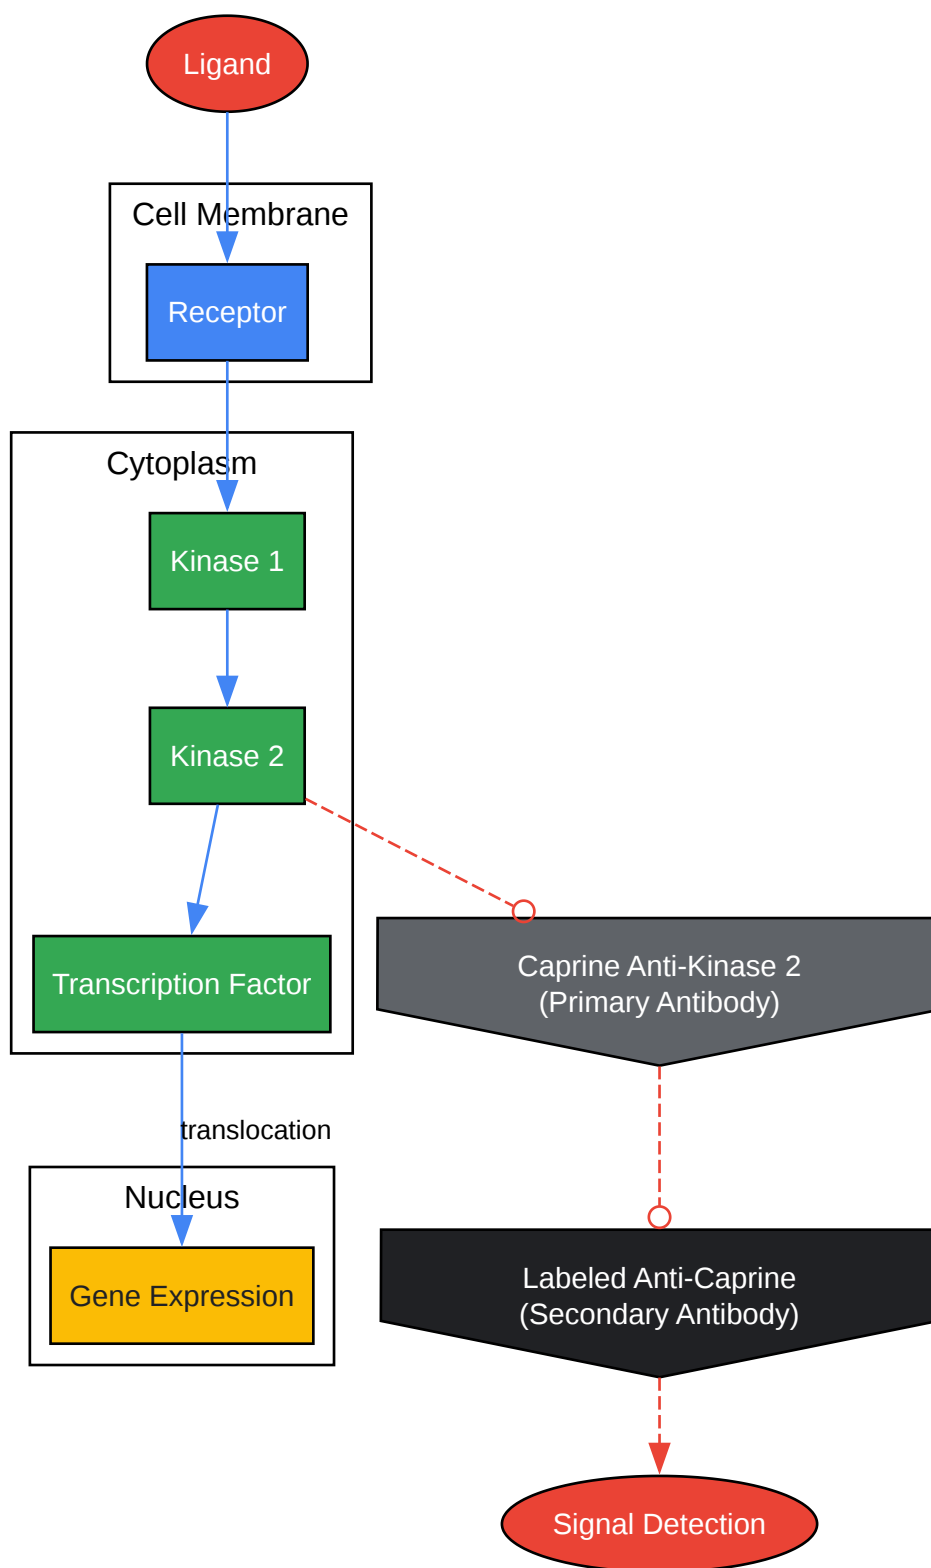 Ligand
Cell Membrane
Receptor
Cytoplasm
Kinase 1
Kinase 2
Transcription Factor
Caprine Anti-Kinase 2
(Primary Antibody)
translocation
Nucleus
Gene Expression
Labeled Anti-Caprine
(Secondary Antibody)
Signal Detection